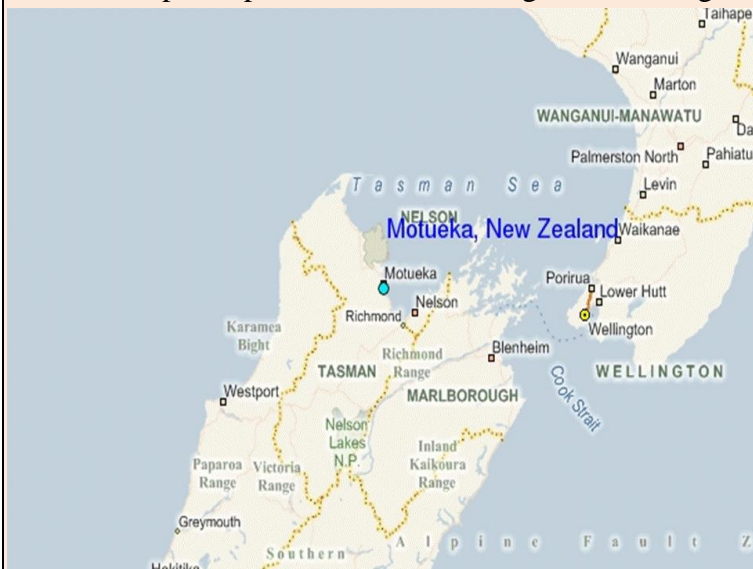 Taihape
Wanganui
Marton
WANGANUI-MANAWATU
Da
Palmerston North
Pahiatu
Levin
Tasman Sea
NELSON
Motueka, New Zealand
Waikanae
Motueka
Porirua
Lower Hutt
Nelson
Richmond
Wellington
Karamea
Bight
Blenheim
Richmond
Range
TASMAN
WELLINGTON
MARLBOROUGH
Cook Strait
Westport
Nelson
Lakes
N.P.
Inland
Kaikoura
Range
Paparoa
Range
Victoria
Range
Greymouth
Alpine Fault Z
Southern
Hokitika